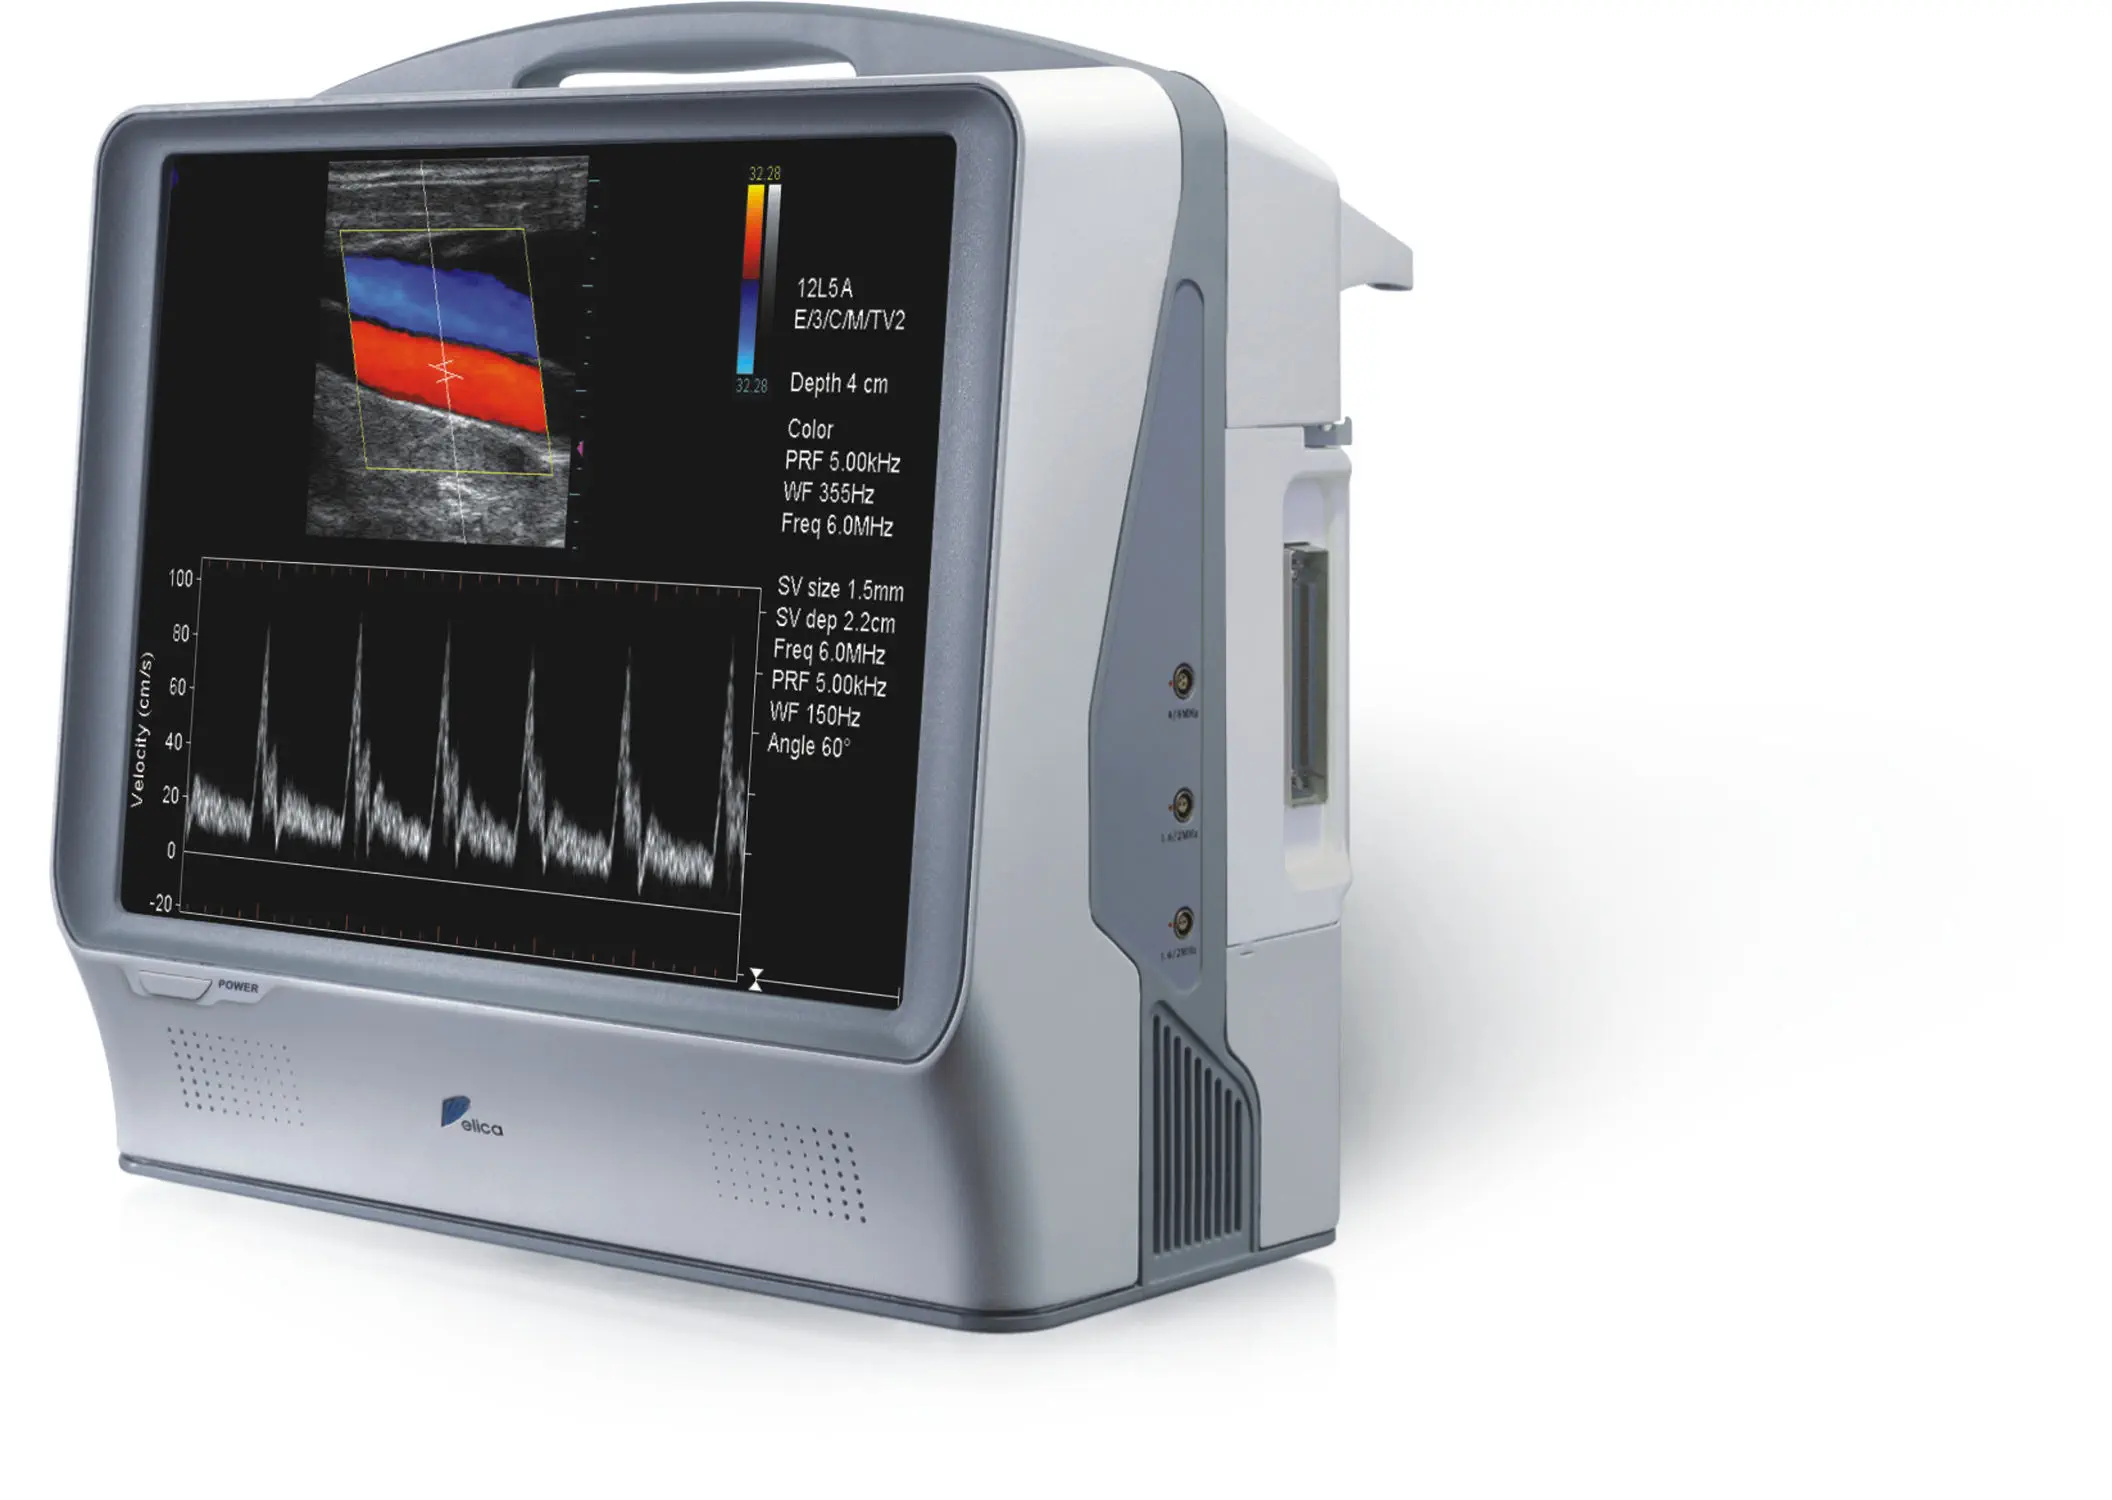 32.28
32.28
12L5A
E/3/C/M/TV2
Depth 4 cm
Color
PRF 5.00kHz
WF 355Hz
Freq 6.0MHz
SV size 1.5mm
SV dep 2.2cm
Freq 6.0MHz
PRF 5.00kHz
WF 150Hz
Angle 60°
Velocity (cm/s)
100
80
60
40
20
0
-20
POWER
elica